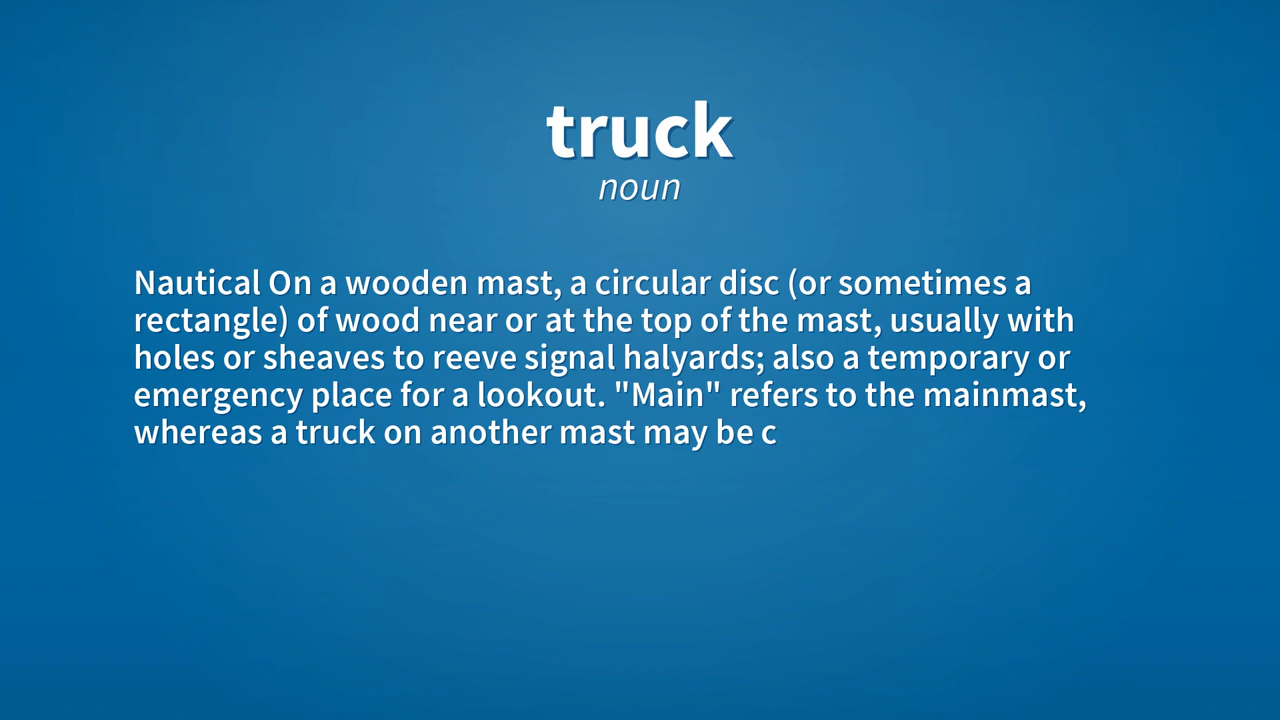 truck
noun
Nautical On a wooden mast, a circular disc (or sometimes a
rectangle) of wood near or at the top of the mast, usually with
holes or sheaves to reeve signal halyards; also a temporary or
emergency place for a lookout. "Main" refers to the mainmast,
whereas a truck on another mast may be c